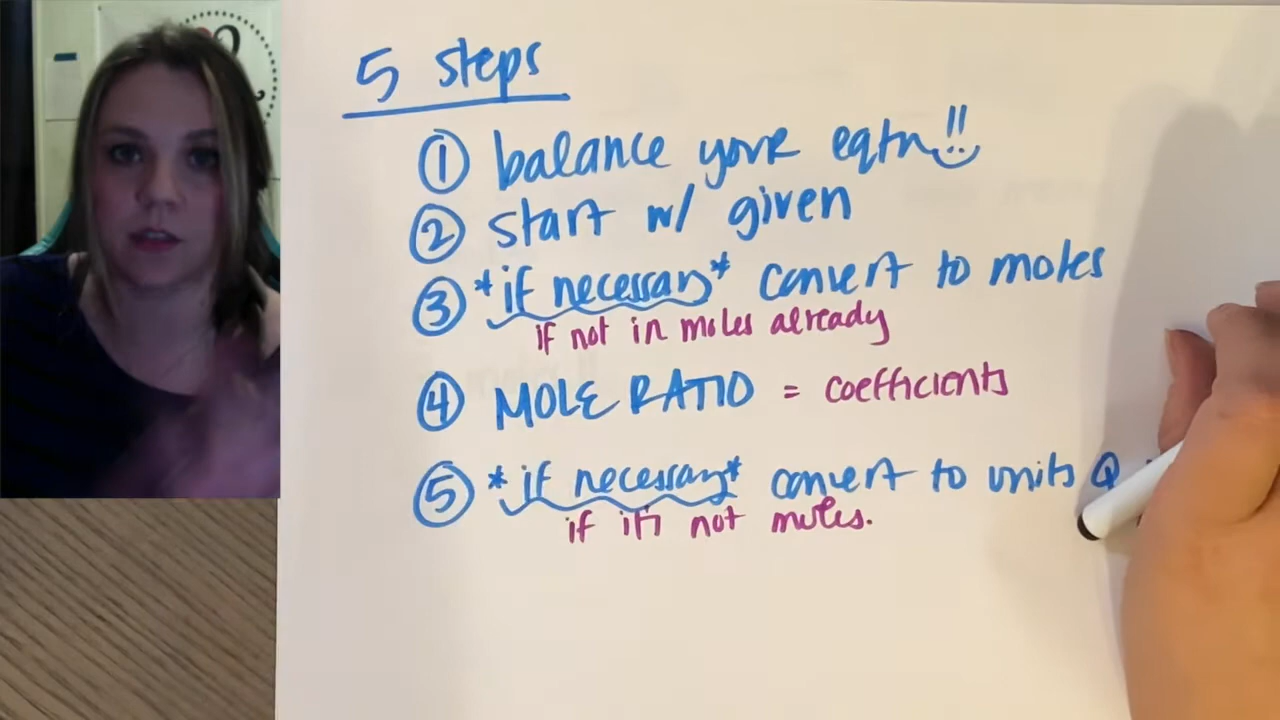 5 steps
① balance your eqtn!!
② start w/ given
③ *if necessary* convert to moles
if not in moles already
④ MOLE RATIO = coefficients
⑤ *if necessary* convert to units Q
if it's not moles.